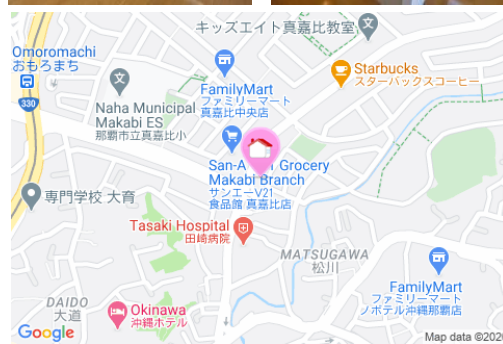 キッズエイト真嘉比教室
Omoromachi
おもろまち
Starbucks
スターバックスコーヒー
FamilyMart
ファミリーマート
真嘉比中央店
330
Naha Municipal
Makabi ES
那覇市立真嘉比小
San-A
Grocery
Makabi Branch
サンエーV21
食品館 真嘉比店
専門学校 大育
Tasaki Hospital
田崎病院
MATSUGAWA
松川
FamilyMart
ファミリーマート
ノボテル沖縄那覇店
DAIDO
大道
Okinawa
沖縄ホテル
Google
Map data ©202